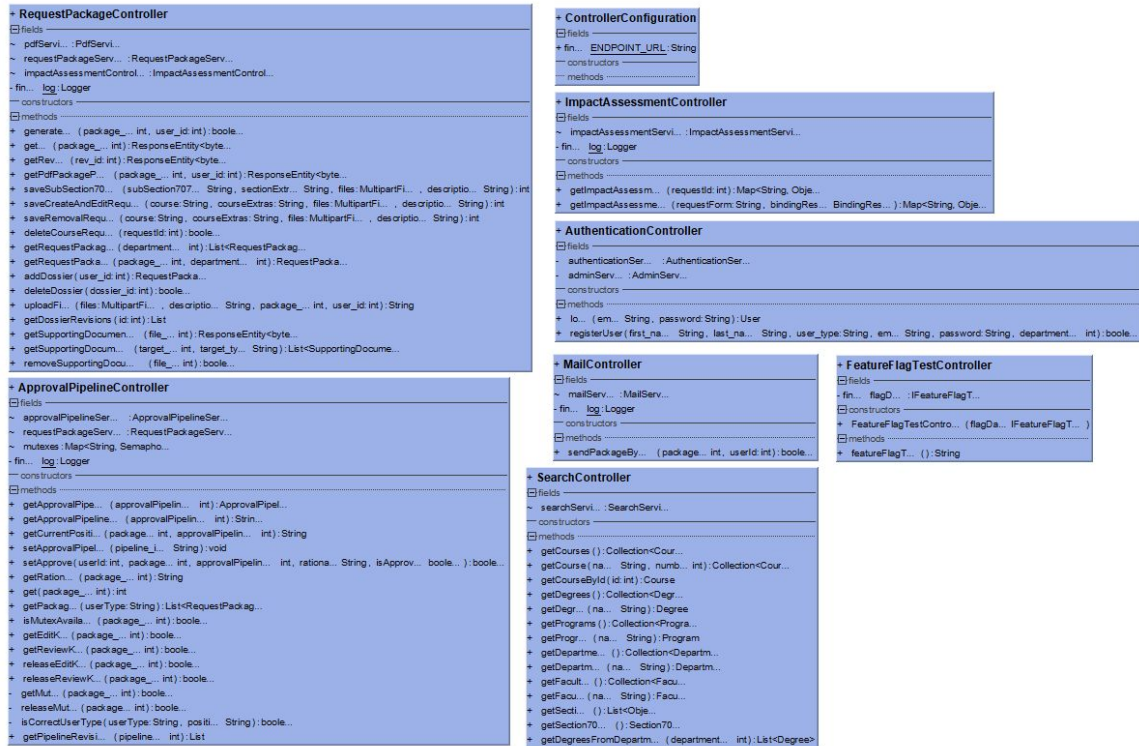 + RequestPackageController
fields
~ pdfServi... :PdfServi...
~ requestPackageServ... :RequestPackageServ...
~ impactAssessmentControl... :ImpactAssessmentControl...
- fin... log:Logger
constructors
methods
+ generate... (package_... int, user_id:int):boole...
+ get... (package_... int):ResponseEntity<byte...
+ getRev... (rev_id:int):ResponseEntity<byte...
+ getPdfPackageP... (package_... int, user_id:int):ResponseEntity<byte...
+ saveSubSection70... (subSection707... String, sectionExtr... String, files:MultipartFi... , descriptio... String):int
+ saveCreateAndEditRequ... (course:String, courseExtras:String, files:MultipartFi... , descriptio... String):int
+ saveRemovalRequ... (course:String, courseExtras:String, files:MultipartFi... , descriptio... String):int
+ deleteCourseRequ... (requestId:int):boole...
+ getRequestPackag... (department... int):List<RequestPackag...
+ getRequestPacka... (package_... int, department... int):RequestPacka...
+ addDossier(user_id:int):RequestPacka...
+ deleteDossier(dossier_id:int):boole...
+ uploadFi... (files:MultipartFi... , descriptio... String, package_... int, user_id:int):String
+ getDossierRevisions (id:int):List
+ getSupportingDocumen... (file_... int):ResponseEntity<byte...
+ getSupportingDocum... (target_... int, target_ty... String):List<SupportingDocume...
+ removeSupportingDocu... (file_... int):boole...
+ ApprovalPipelineController
fields
~ approvalPipelineSer... :ApprovalPipelineSer...
~ requestPackageServ... :RequestPackageServ...
~ mutexes:Map<String, Semapho...
- fin... log:Logger
constructors
methods
+ getApprovalPipe... (approvalPipelin... int):ApprovalPipel...
+ getApprovalPipeline... (approvalPipelin... int):Strin...
+ getCurrentPositi... (package... int, approvalPipelin... int):String
+ setApprovalPipel... (pipeline_i... String):void
+ setApprove(userId:int, package... int, approvalPipelin... int, rationa... String, isApprov... boole... ):boole...
+ getRation... (package_... int):String
+ get(package_... int):int
+ getPackag... (userType:String):List<RequestPackag...
+ isMutexAvaila... (package_... int):boole...
+ getEditK... (package_... int):boole...
+ getReviewK... (package_... int):boole...
+ releaseEditK... (package_... int):boole...
+ releaseReviewK... (package_... int):boole...
- getMut... (package_... int):boole...
- releaseMut... (package... int):boole...
- isCorrectUserType(userType:String, positi... String):boole...
+ getPipelineRevisi... (pipeline... int):List
+ ControllerConfiguration
fields
+ fin... ENDPOINT_URL:String
constructors
methods
+ ImpactAssessmentController
fields
~ impactAssessmentServi... :ImpactAssessmentServi...
- fin... log:Logger
constructors
methods
+ getImpactAssessm... (requestId:int):Map<String, Obje...
+ getImpactAssessme... (requestForm:String, bindingRes... BindingRes... ):Map<String, Obje...
+ AuthenticationController
fields
- authenticationSer... :AuthenticationSer...
- adminServ... :AdminServ...
constructors
methods
+ lo... (em... String, password:String):User
+ registerUser(first_na... String, last_na... String, user_type:String, em... String, password:String, department... int):boole...
+ MailController
fields
~ mailServ... :MailServ...
- fin... log:Logger
constructors
methods
+ sendPackageBy... (package... int, userId:int):boole...
+ FeatureFlagTestController
fields
- fin... flagD... :IFeatureFlagT...
constructors
+ FeatureFlagTestContro... (flagDa... IFeatureFlagT... )
methods
+ featureFlagT... ():String
+ SearchController
fields
~ searchServi... :SearchServi...
constructors
methods
+ getCourses ():Collection<Cour...
+ getCourse(na... String, numb... int):Collection<Cour...
+ getCourseById(id:int):Course
+ getDegrees():Collection<Degr...
+ getDegr... (na... String):Degree
+ getPrograms():Collection<Progra...
+ getProgr... (na... String):Program
+ getDepartme... ():Collection<Departm...
+ getDepartm... (na... String):Departm...
+ getFacult... ():Collection<Facu...
+ getFacu... (na... String):Facu...
+ getSecti... ():List<Obje...
+ getSection70... ():Section70...
+ getDegreesFromDepartm... (department... int):List<Degree>